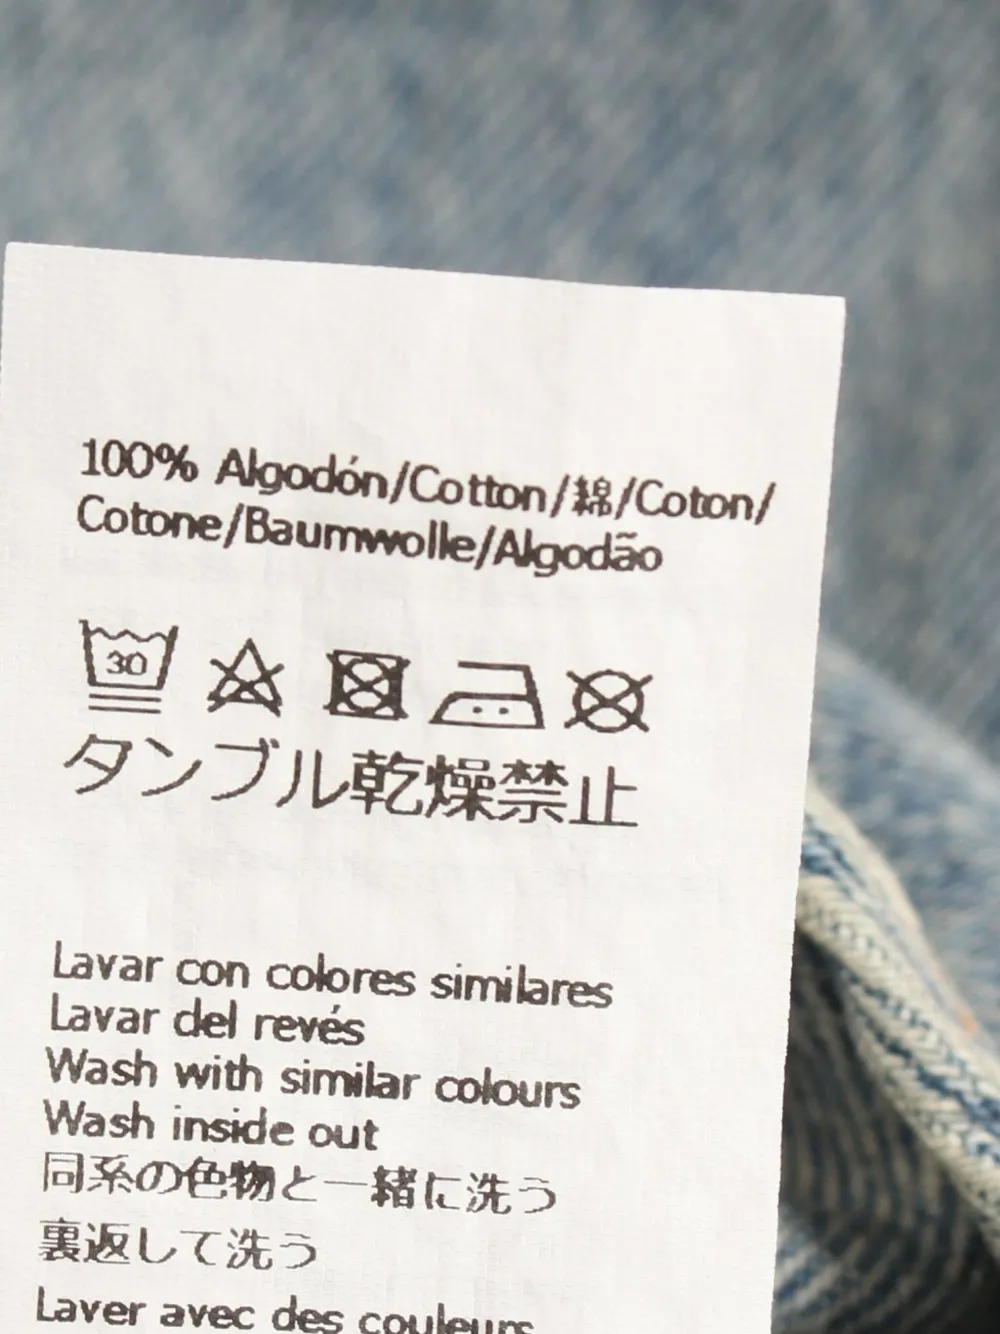 100% Algodón/Cotton/綿/Coton/
Cotone/Baumwolle/Algodão
30
タンブル乾燥禁止
Lavar con colores similares
Lavar del revés
Wash with similar colours
Wash inside out
同系の色物と一緒に洗う
裏返して洗う
Laver avec des couleurs